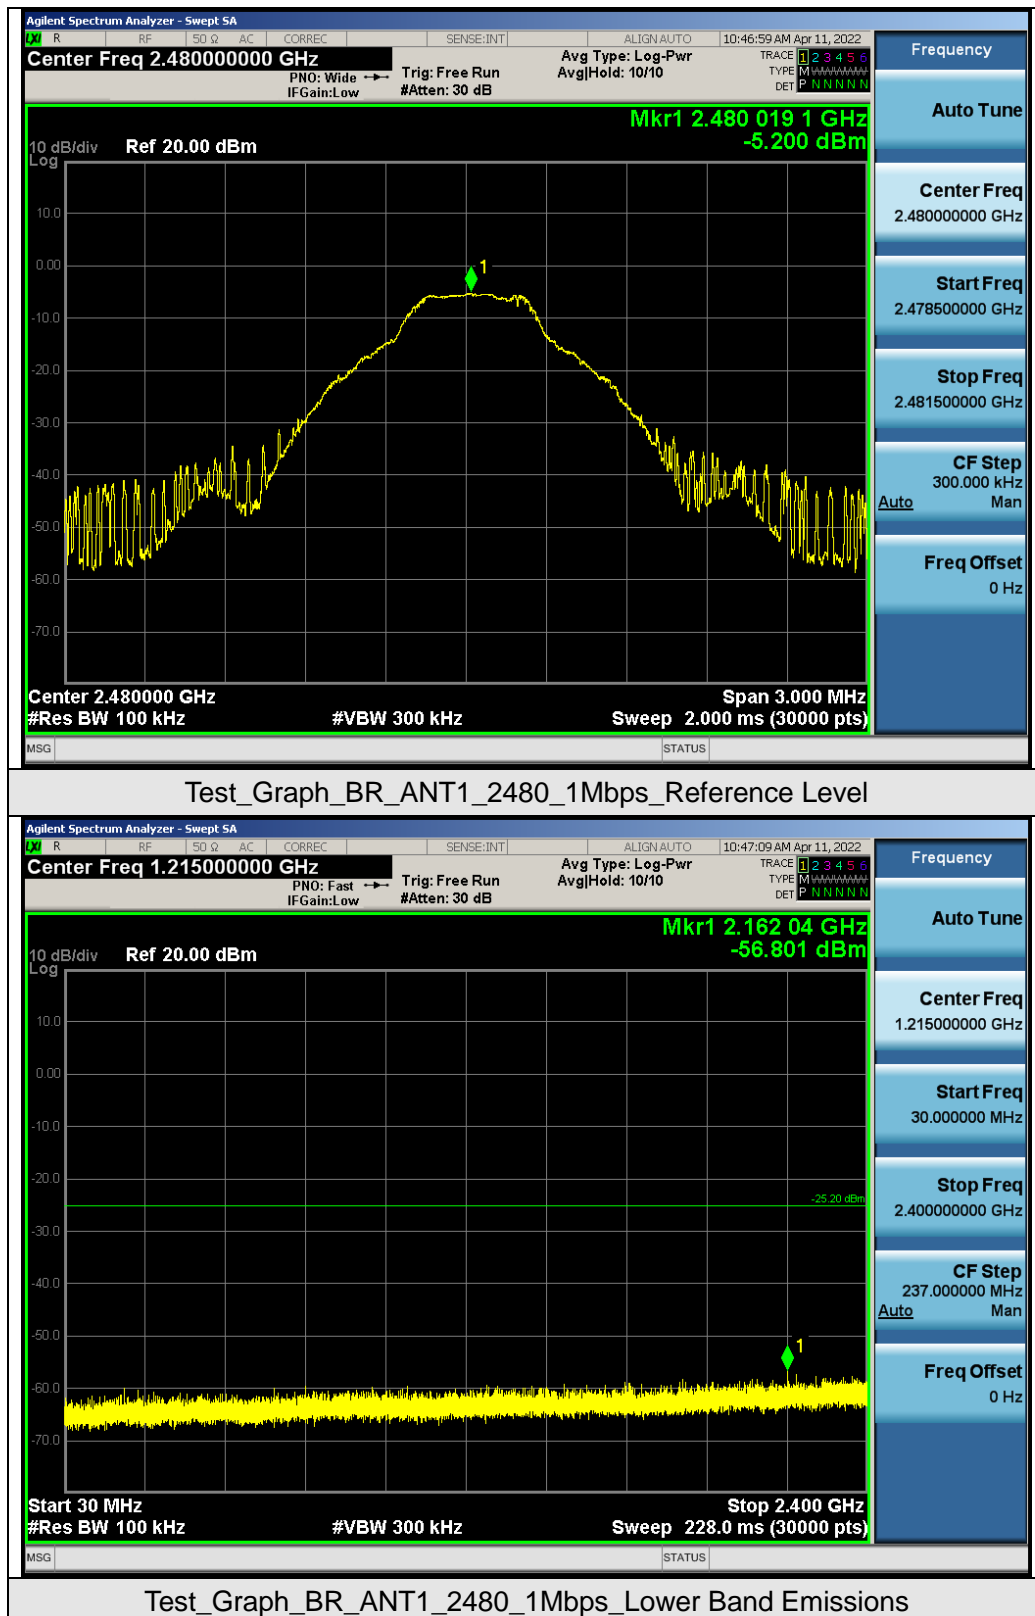 Agilent Spectrum Analyzer - Swept SA
LXI R RF 50 Ω AC CORREC SENSE:INT ALIGN AUTO 10:46:59 AM Apr 11, 2022
Center Freq 2.480000000 GHz
PNO: Wide
IFGain:Low
Trig: Free Run
#Atten: 30 dB
Avg Type: Log-Pwr
Avg|Hold: 10/10
TRACE 1 2 3 4 5 6
TYPE M WWWWW
DET P N N N N N
Mkr1 2.480 019 1 GHz
-5.200 dBm
10 dB/div Ref 20.00 dBm
Log
10.0
0.00
1
-10.0
-20.0
-30.0
-40.0
-50.0
-60.0
-70.0
Center 2.480000 GHz Span 3.000 MHz
#Res BW 100 kHz #VBW 300 kHz Sweep 2.000 ms (30000 pts)
MSG STATUS
Frequency
Auto Tune
Center Freq
2.480000000 GHz
Start Freq
2.478500000 GHz
Stop Freq
2.481500000 GHz
CF Step
300.000 kHz
Auto Man
Freq Offset
0 Hz
Test_Graph_BR_ANT1_2480_1Mbps_Reference Level
Agilent Spectrum Analyzer - Swept SA
LXI R RF 50 Ω AC CORREC SENSE:INT ALIGN AUTO 10:47:09 AM Apr 11, 2022
Center Freq 1.215000000 GHz
PNO: Fast
IFGain:Low
Trig: Free Run
#Atten: 30 dB
Avg Type: Log-Pwr
Avg|Hold: 10/10
TRACE 1 2 3 4 5 6
TYPE M WWWWW
DET P N N N N N
Mkr1 2.162 04 GHz
-56.801 dBm
10 dB/div Ref 20.00 dBm
Log
10.0
0.00
-10.0
-20.0
-25.20 dBm
-30.0
-40.0
-50.0
1
-60.0
-70.0
Start 30 MHz Stop 2.400 GHz
#Res BW 100 kHz #VBW 300 kHz Sweep 228.0 ms (30000 pts)
MSG STATUS
Frequency
Auto Tune
Center Freq
1.215000000 GHz
Start Freq
30.000000 MHz
Stop Freq
2.400000000 GHz
CF Step
237.000000 MHz
Auto Man
Freq Offset
0 Hz
Test_Graph_BR_ANT1_2480_1Mbps_Lower Band Emissions